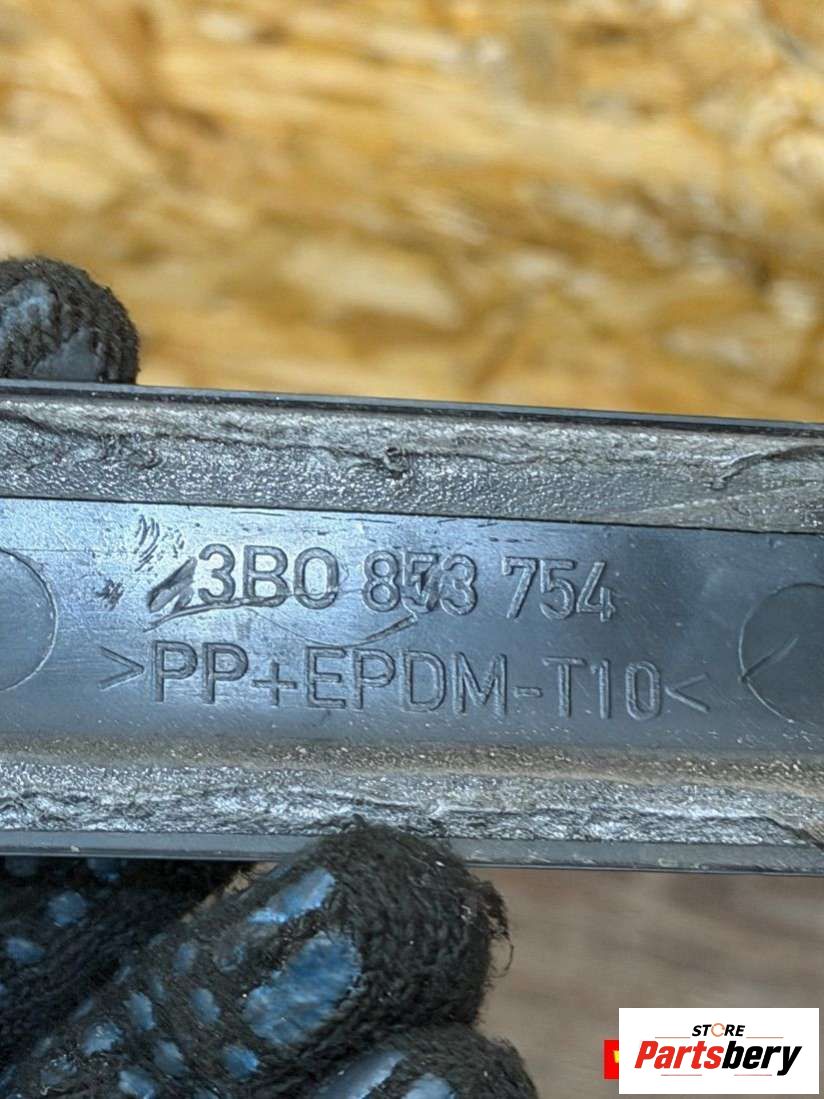 3B0 853 754
>PP+EPDM-T10<
STORE
Partsbery